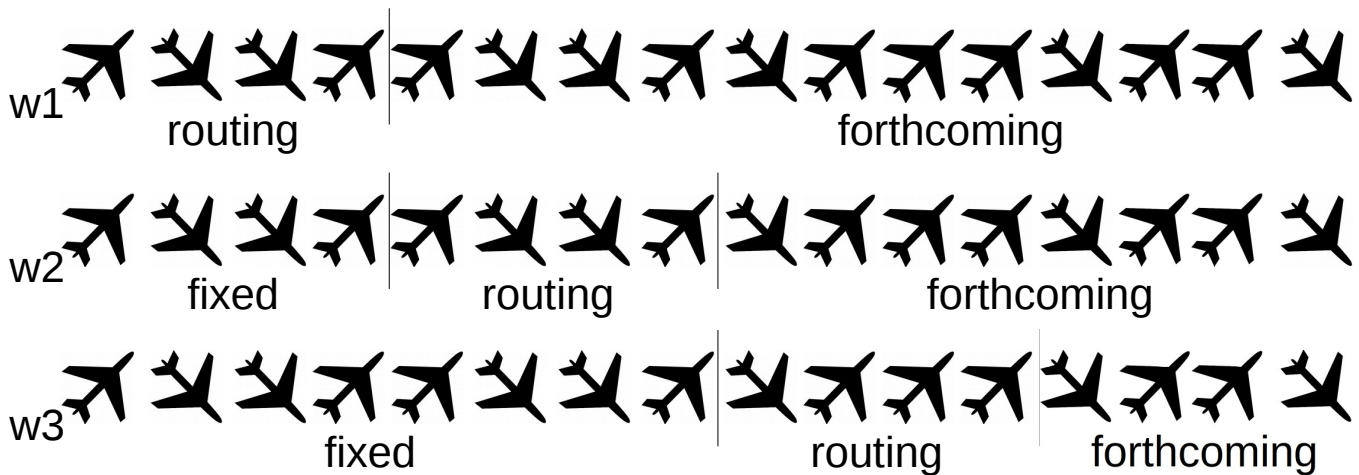 w1
routing forthcoming
w2
fixed routing forthcoming
w3
fixed routing forthcoming